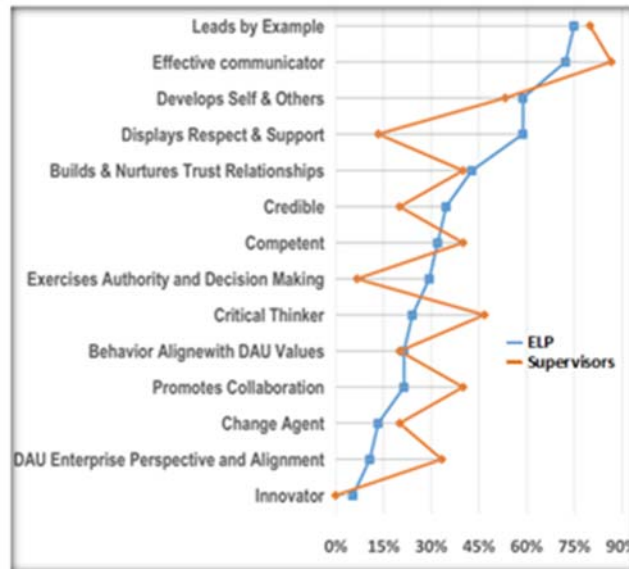 Leads by Example
Effective communicator
Develops Self & Others
Displays Respect & Support
Builds & Nurtures Trust Relationships
Credible
Competent
Exercises Authority and Decision Making
Critical Thinker
Behavior Alignewith DAU Values
Promotes Collaboration
Change Agent
DAU Enterprise Perspective and Alignment
Innovator
ELP
Supervisors
0% 15% 30% 45% 60% 75% 90%